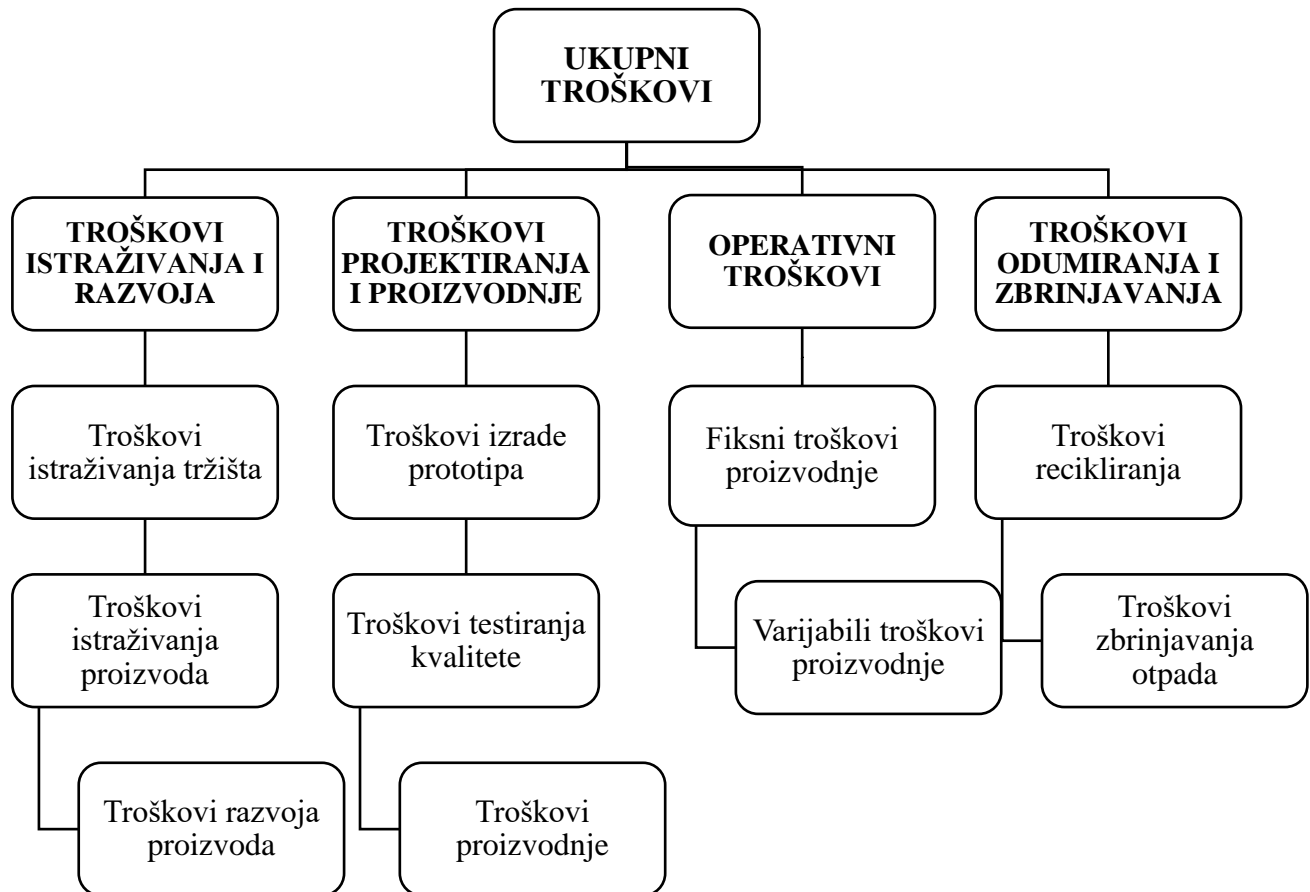 UKUPNI
TROŠKOVI
TROŠKOVI
ISTRAŽIVANJA I
RAZVOJA
TROŠKOVI
PROJEKTIRANJA
I PROIZVODNJE
OPERATIVNI
TROŠKOVI
TROŠKOVI
ODUMIRANJA I
ZBRINJAVANJA
Troškovi
istraživanja tržišta
Troškovi izrade
prototipa
Fiksni troškovi
proizvodnje
Troškovi
recikliranja
Troškovi
istraživanja
proizvoda
Troškovi testiranja
kvalitete
Varijabili troškovi
proizvodnje
Troškovi
zbrinjavanja
otpada
Troškovi razvoja
proizvoda
Troškovi
proizvodnje